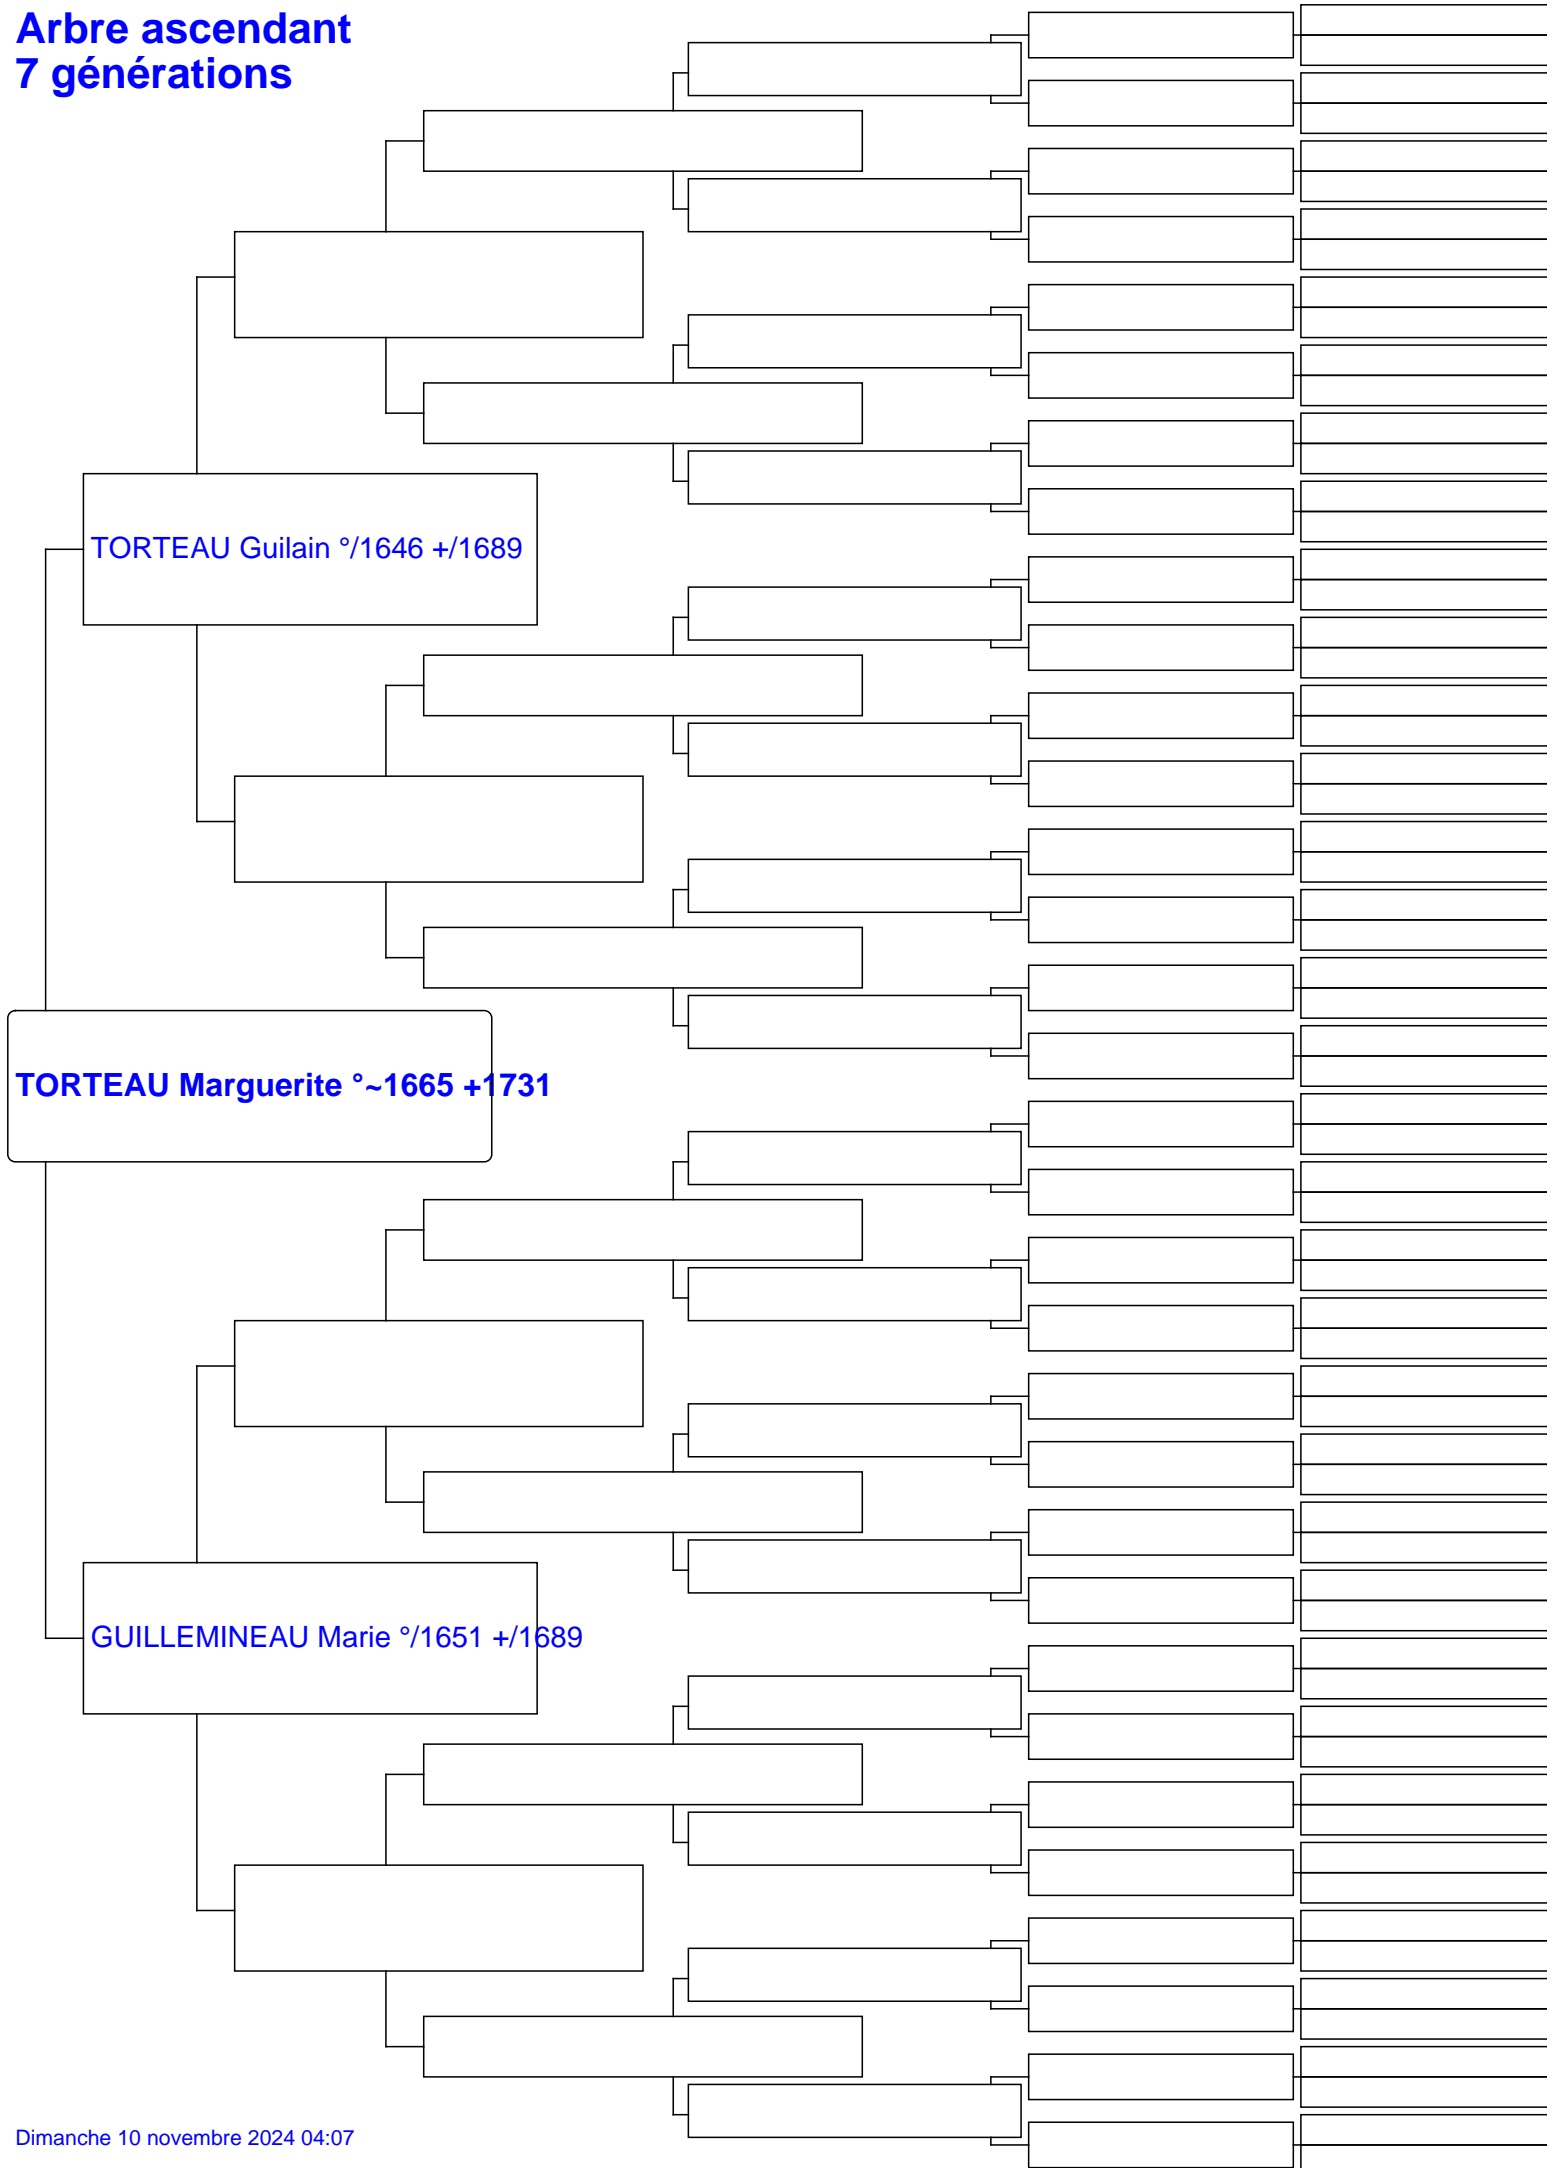 Arbre ascendant
7 générations
TORTEAU Guilain °/1646 +/1689
TORTEAU Marguerite °~1665 +1731
GUILLEMINEAU Marie °/1651 +/1689
Dimanche 10 novembre 2024 04:07